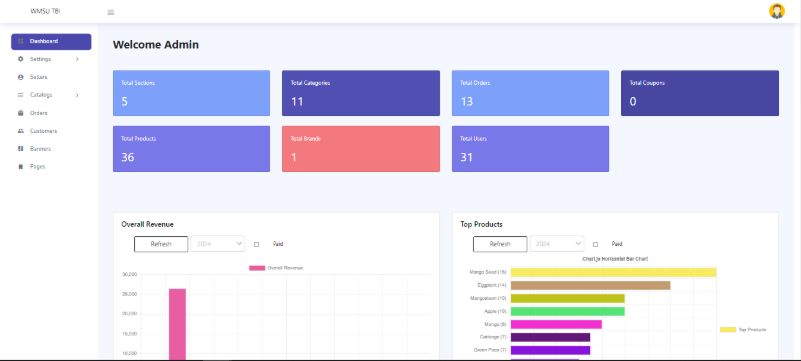 WMSU TBI
Dashboard
Settings
Sellers
Catalogs
Orders
Customers
Banners
Pages
Welcome Admin
Total Sections
5
Total Categories
11
Total Orders
13
Total Coupons
0
Total Products
36
Total Brands
1
Total Users
31
Overall Revenue
Refresh
2024
Paid
Overall Revenue
30,000
25,000
20,000
15,000
10,000
Top Products
Refresh
2024
Paid
Chart.js Horizontal Bar Chart
Mango Seed (18)
Eggplant (14)
Mangosteen (10)
Apple (10)
Mango (8)
Cabbage (7)
Green Peas (7)
Top Products